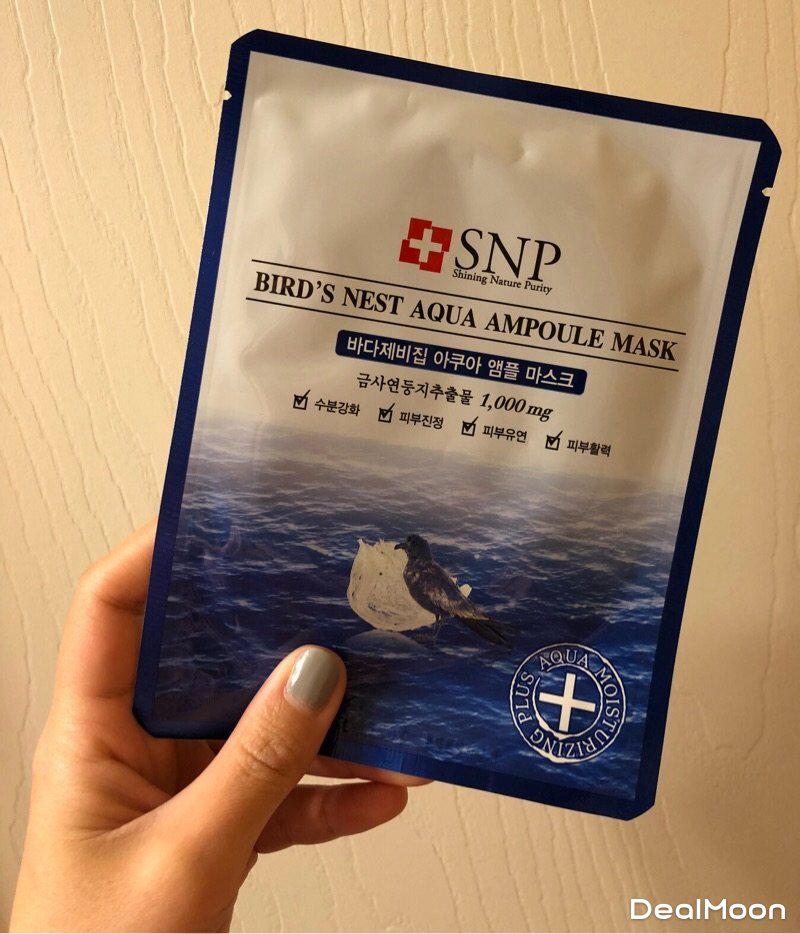 SNP
Shining Nature Purity
BIRD'S NEST AQUA AMPOULE MASK
바다제비집 아쿠아 앰플 마스크
금사연둥지추출물 1,000mg
수분강화 피부진정 피부유연 피부활력
AQUA MOISTURIZING PLUS
DealMoon